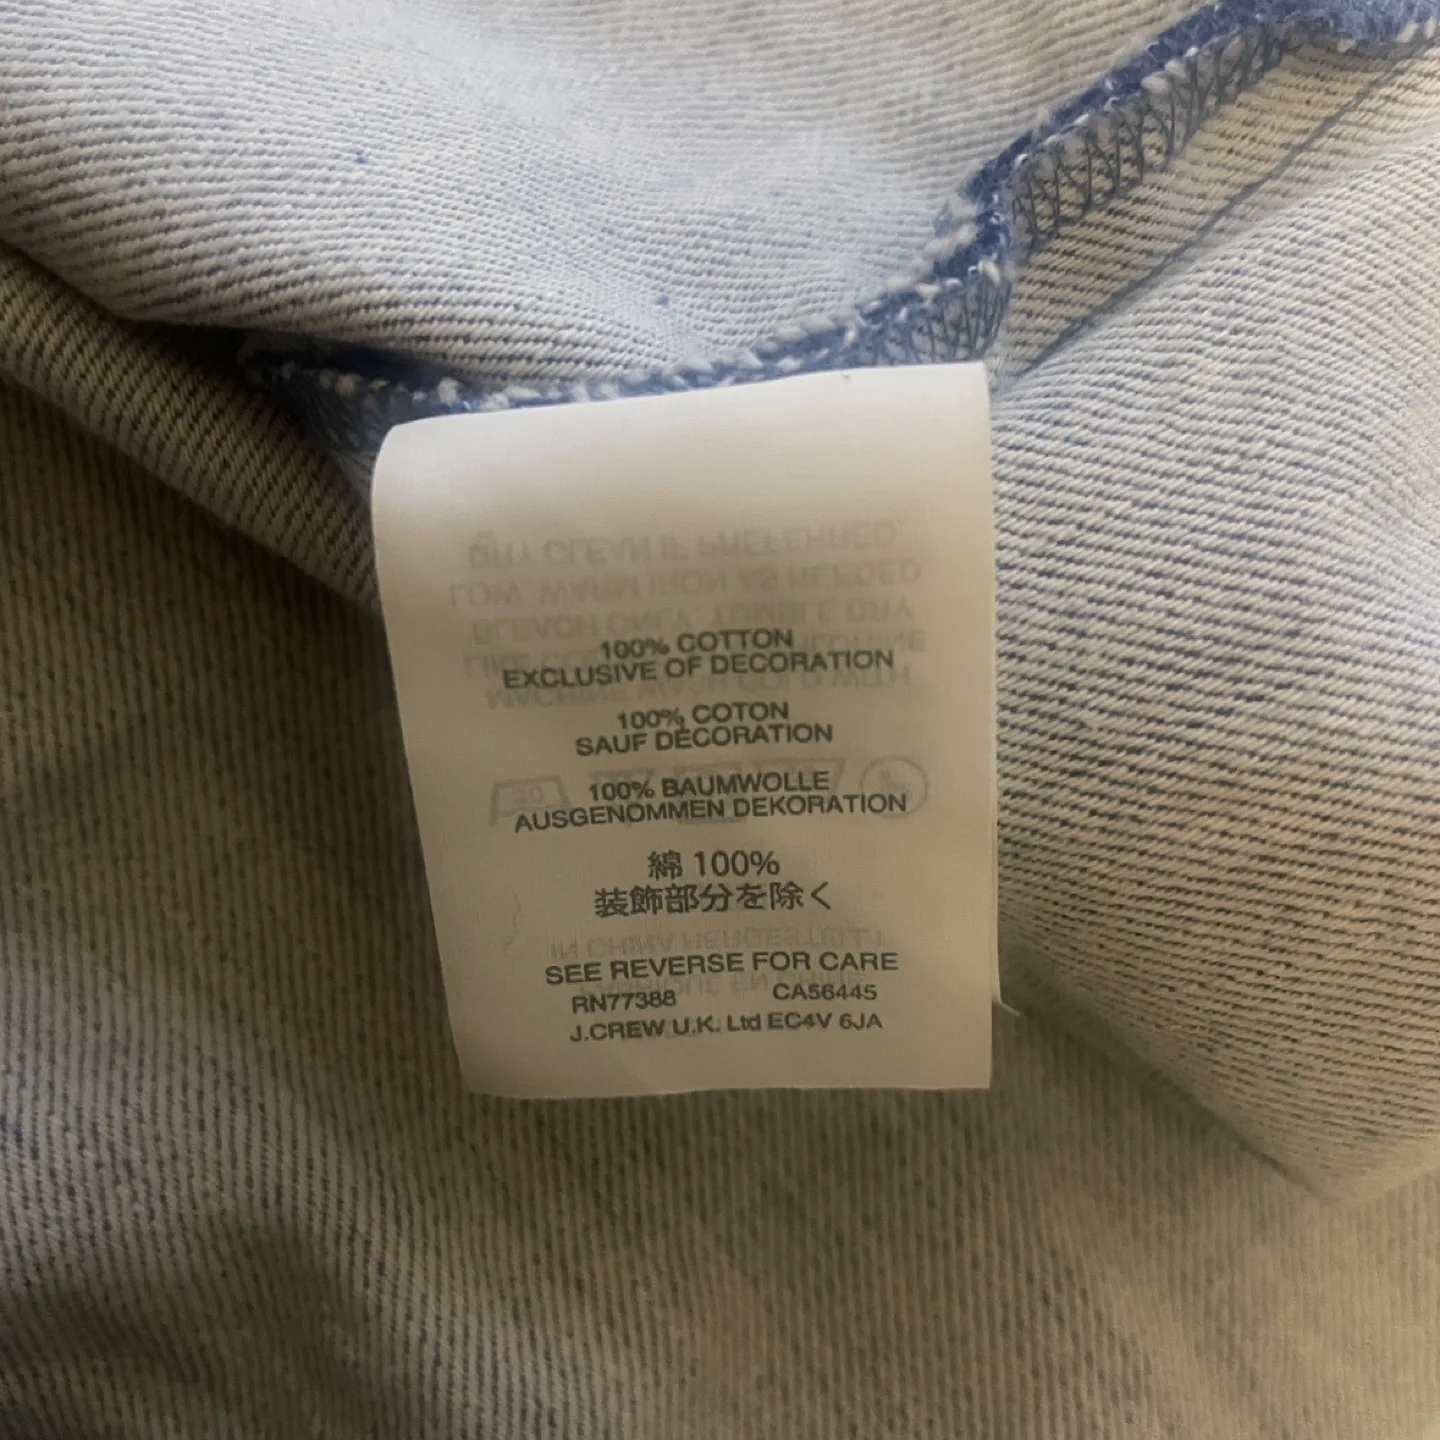 100% COTTON
EXCLUSIVE OF DECORATION
100% COTON
SAUF DECORATION
100% BAUMWOLLE
AUSGENOMMEN DEKORATION
綿 100%
装飾部分を除く
SEE REVERSE FOR CARE
RN77388 CA56445
J.CREW U.K. Ltd EC4V 6JA